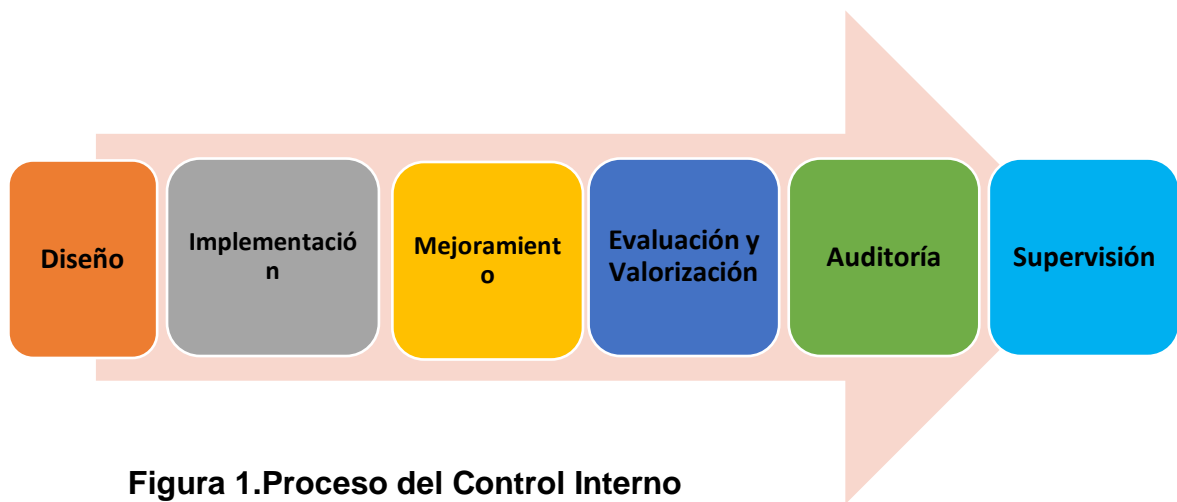 Diseño
Implementació
n
Mejoramient
o
Evaluación y
Valorización
Auditoría
Supervisión
Figura 1.Proceso del Control Interno